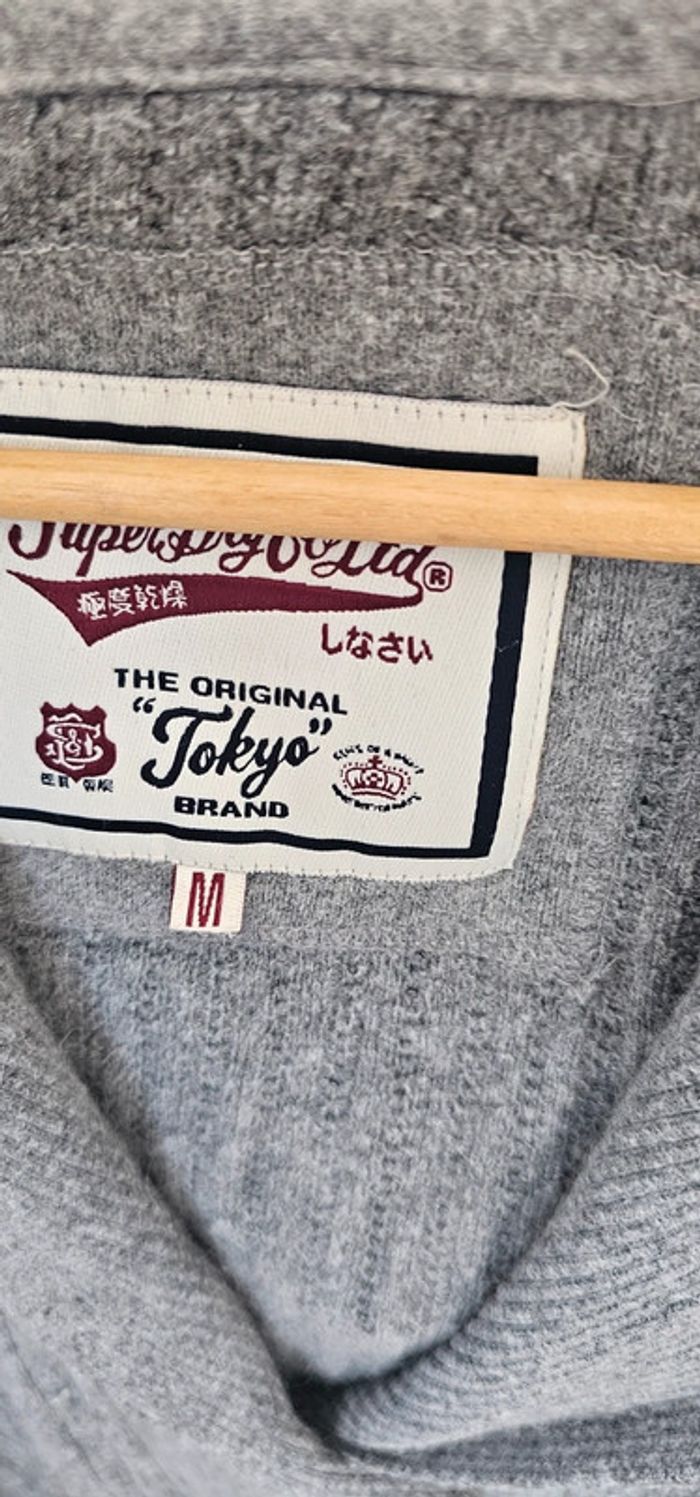 SuperDry Co Ltd®
極度乾燥
しなさい
THE ORIGINAL
“Tokyo”
BRAND
M